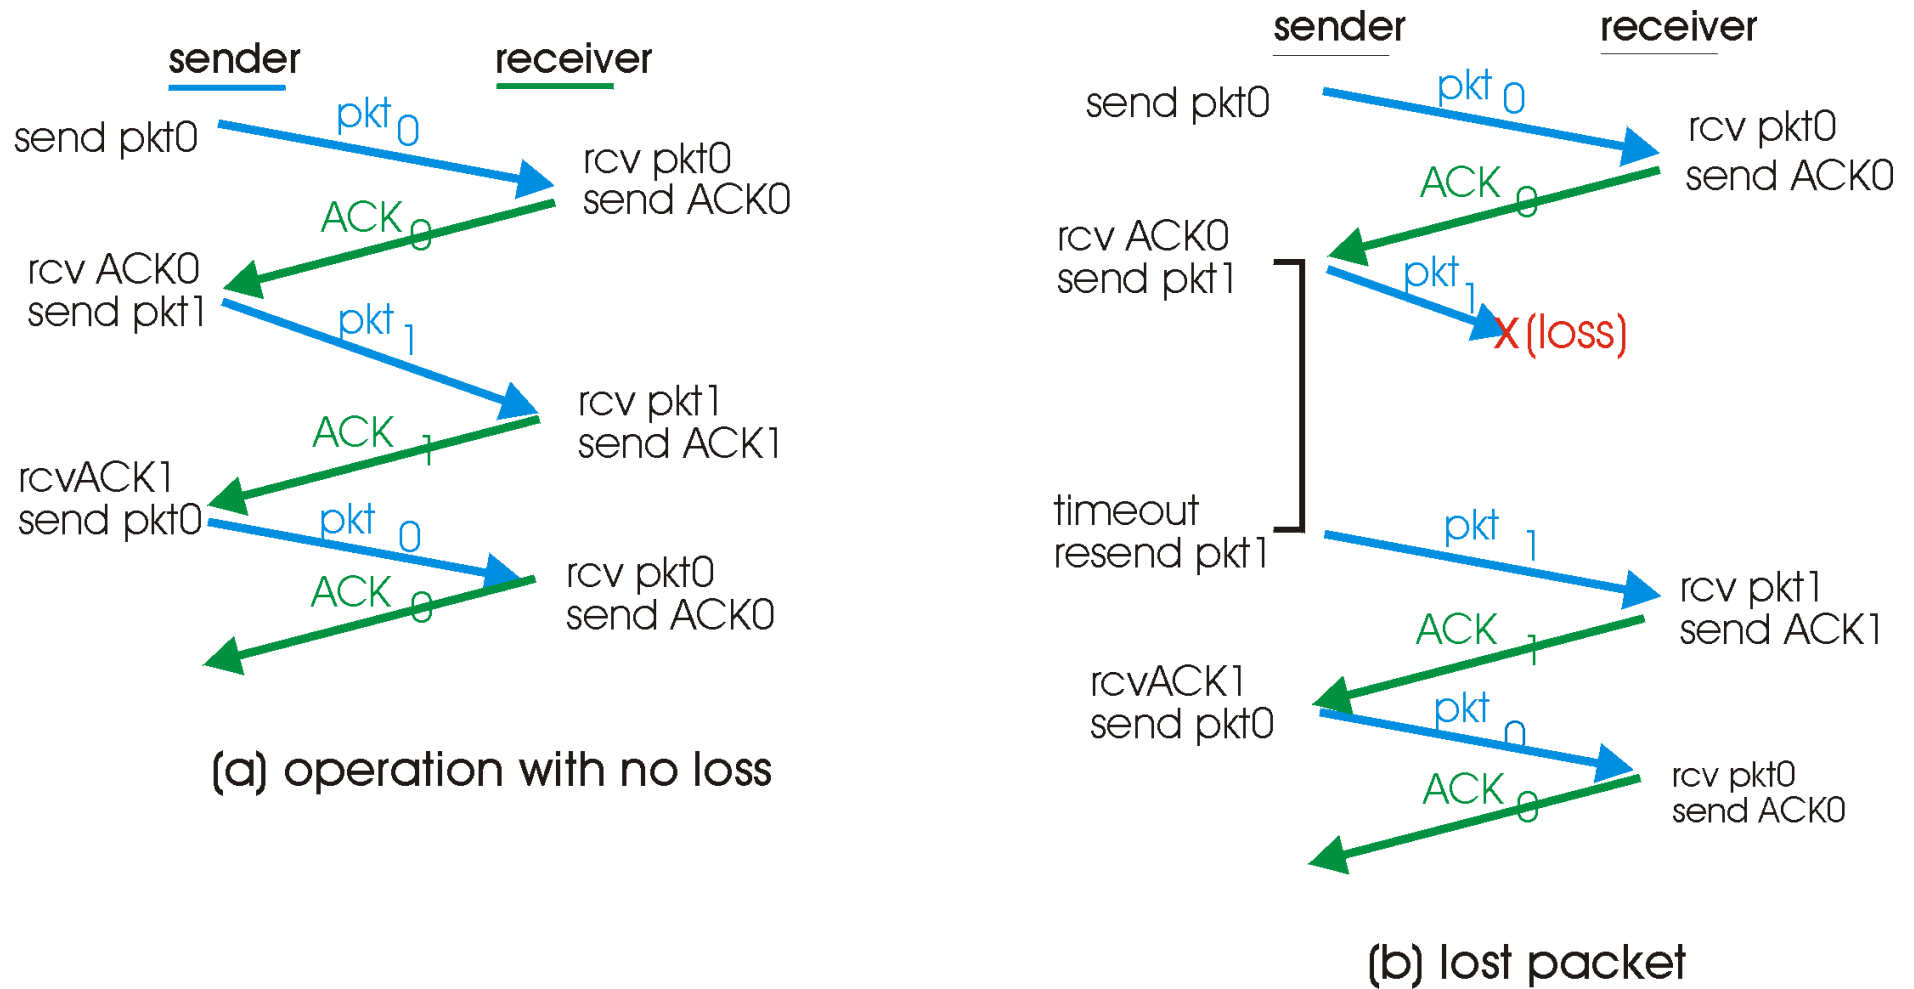 sender receiver
pkt 0
send pkt0
rcv pkt0
send ACK0
ACK 0
rcv ACK0
send pkt1
pkt 1
rcv pkt1
send ACK1
ACK 1
rcvACK1
send pkt0
pkt 0
rcv pkt0
send ACK0
ACK 0
(a) operation with no loss
sender receiver
pkt 0
send pkt0
rcv pkt0
send ACK0
ACK 0
rcv ACK0
send pkt1
pkt 1
X (loss)
timeout
resend pkt1
pkt 1
rcv pkt1
send ACK1
ACK 1
rcvACK1
send pkt0
pkt 0
rcv pkt0
send ACK0
ACK 0
(b) lost packet